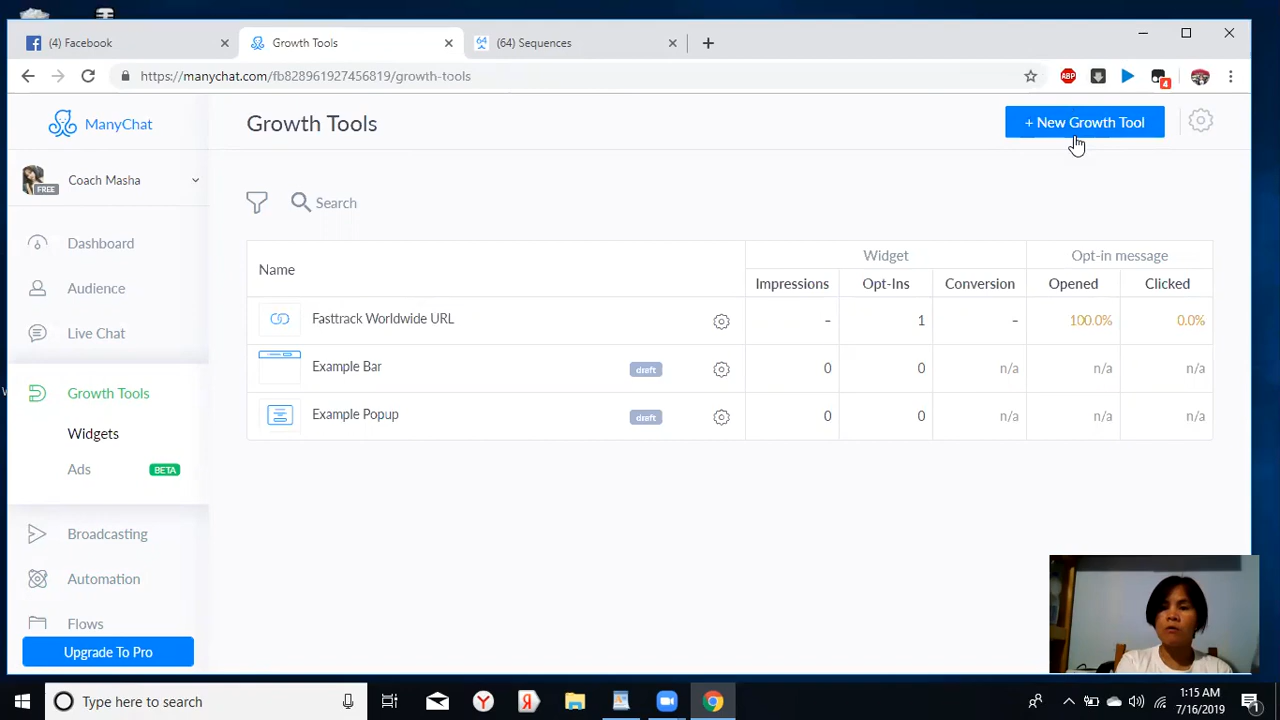 (4) Facebook
Growth Tools
(64) Sequences
https://manychat.com/fb828961927456819/growth-tools
ABP
4
ManyChat
Growth Tools
+ New Growth Tool
FREE
Coach Masha
Search
Dashboard
Audience
Live Chat
Growth Tools
Widgets
Ads BETA
Broadcasting
Automation
Flows
Upgrade To Pro
Name
Widget
Opt-in message
Impressions Opt-Ins Conversion Opened Clicked
Fasttrack Worldwide URL – 1 – 100.0% 0.0%
Example Bar draft 0 0 n/a n/a n/a
Example Popup draft 0 0 n/a n/a n/a
Type here to search
1:15 AM
7/16/2019